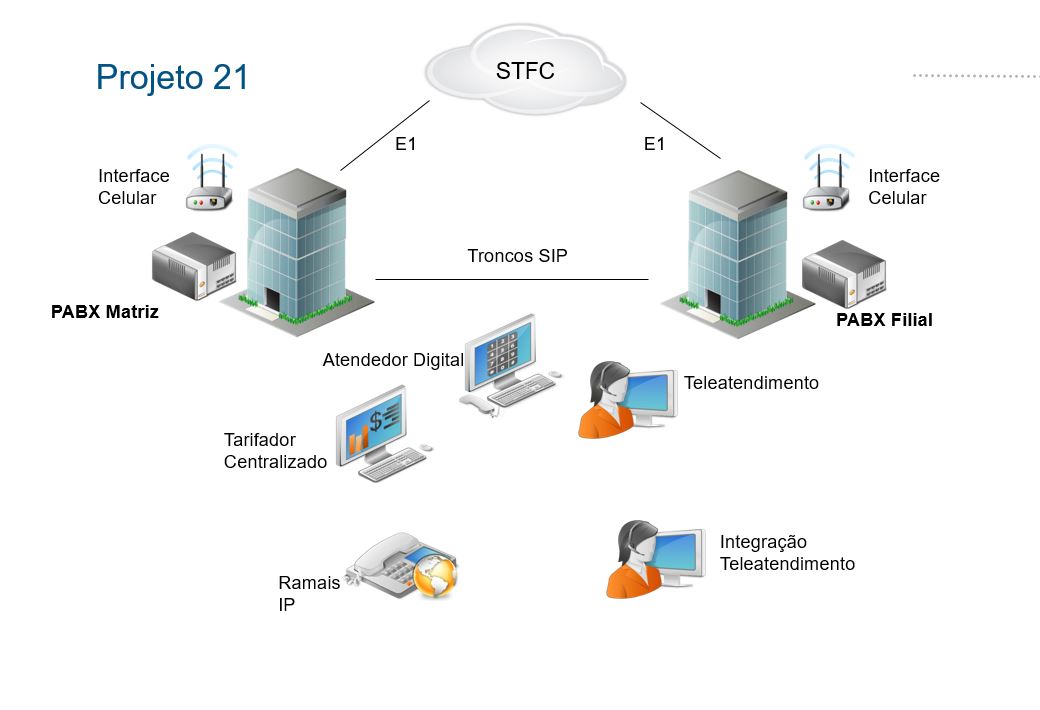 STFC
Projeto 21
E1
E1
Interface
Celular
Interface
Celular
Troncos SIP
PABX Matriz
PABX Filial
Atendedor Digital
Teleatendimento
Tarifador
Centralizado
Integração
Teleatendimento
Ramais
IP